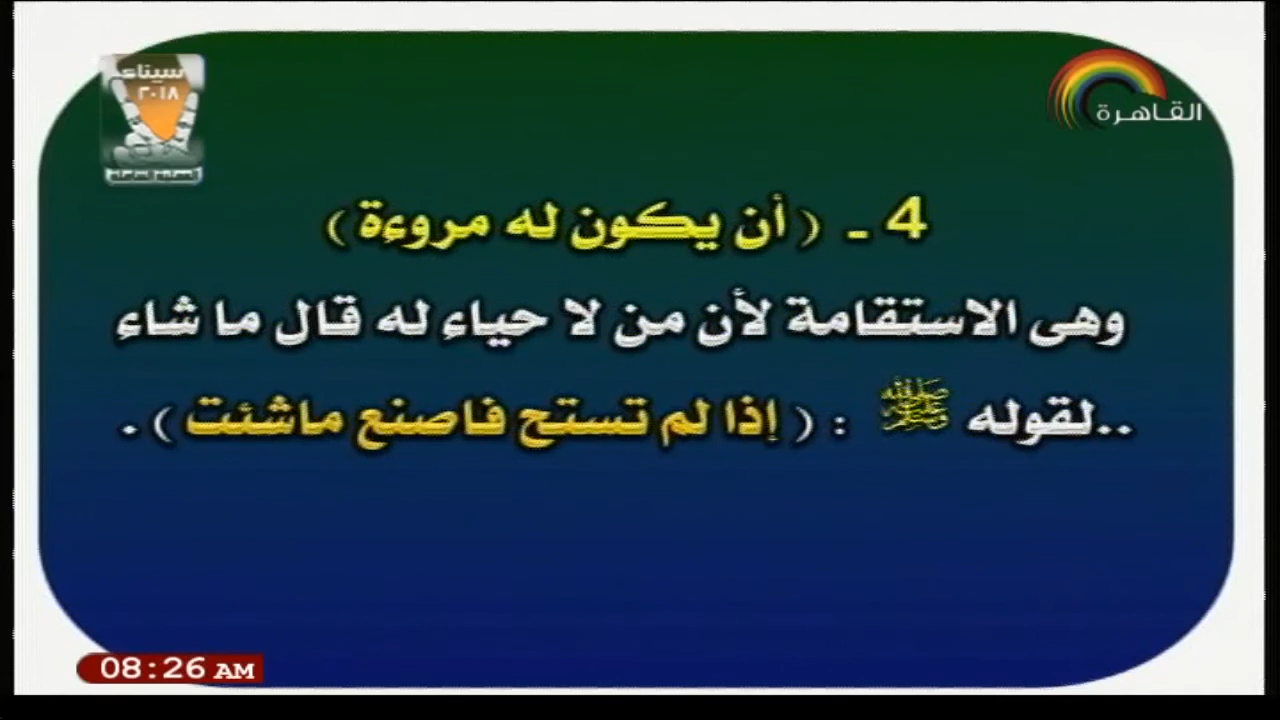 سيناء
٢٠١٨
القاهرة
4 ـ ( أن يكون له مروءة )
وهى الاستقامة لأن من لا حياء له قال ما شاء
..لقوله ﷺ : ( إذا لم تستح فاصنع ماشئت ) .
08:26 AM